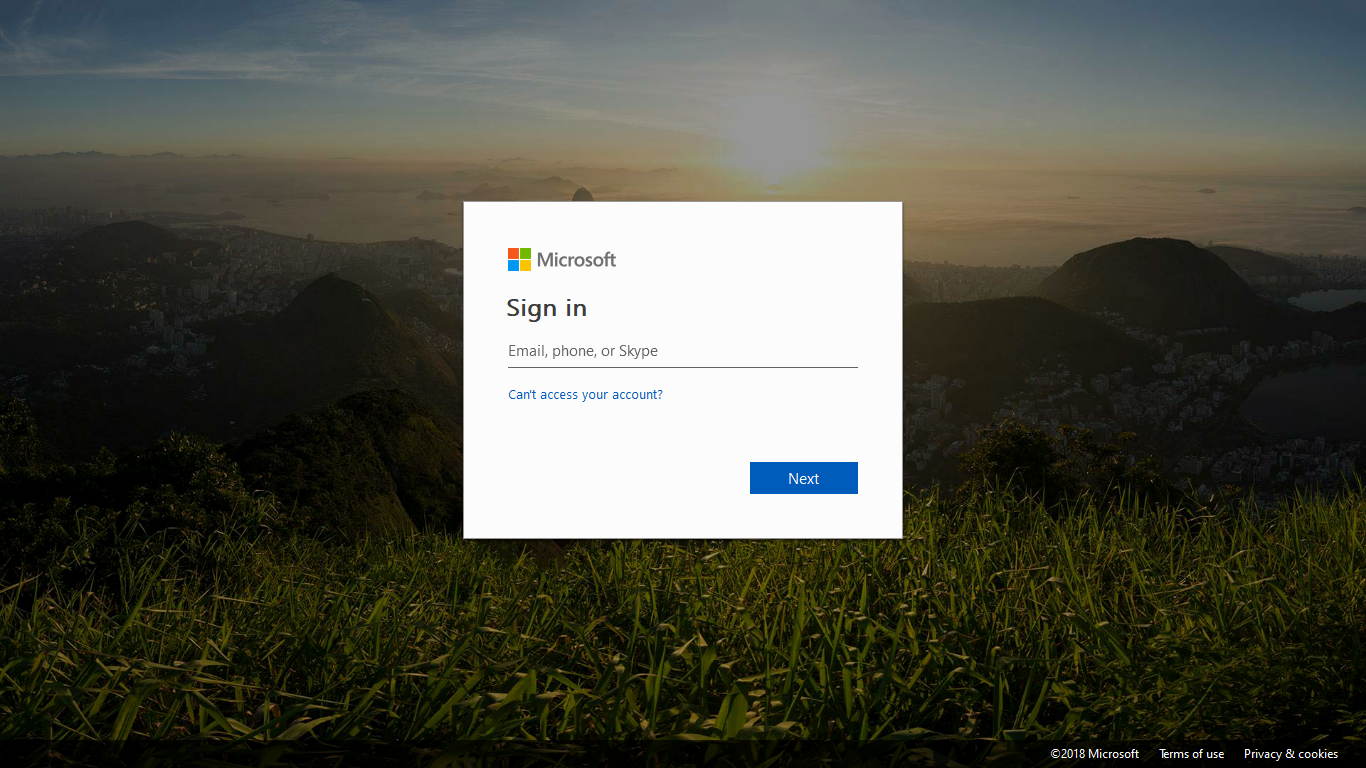 Microsoft
Sign in
Email, phone, or Skype
Can't access your account?
Next
©2018 Microsoft Terms of use Privacy & cookies